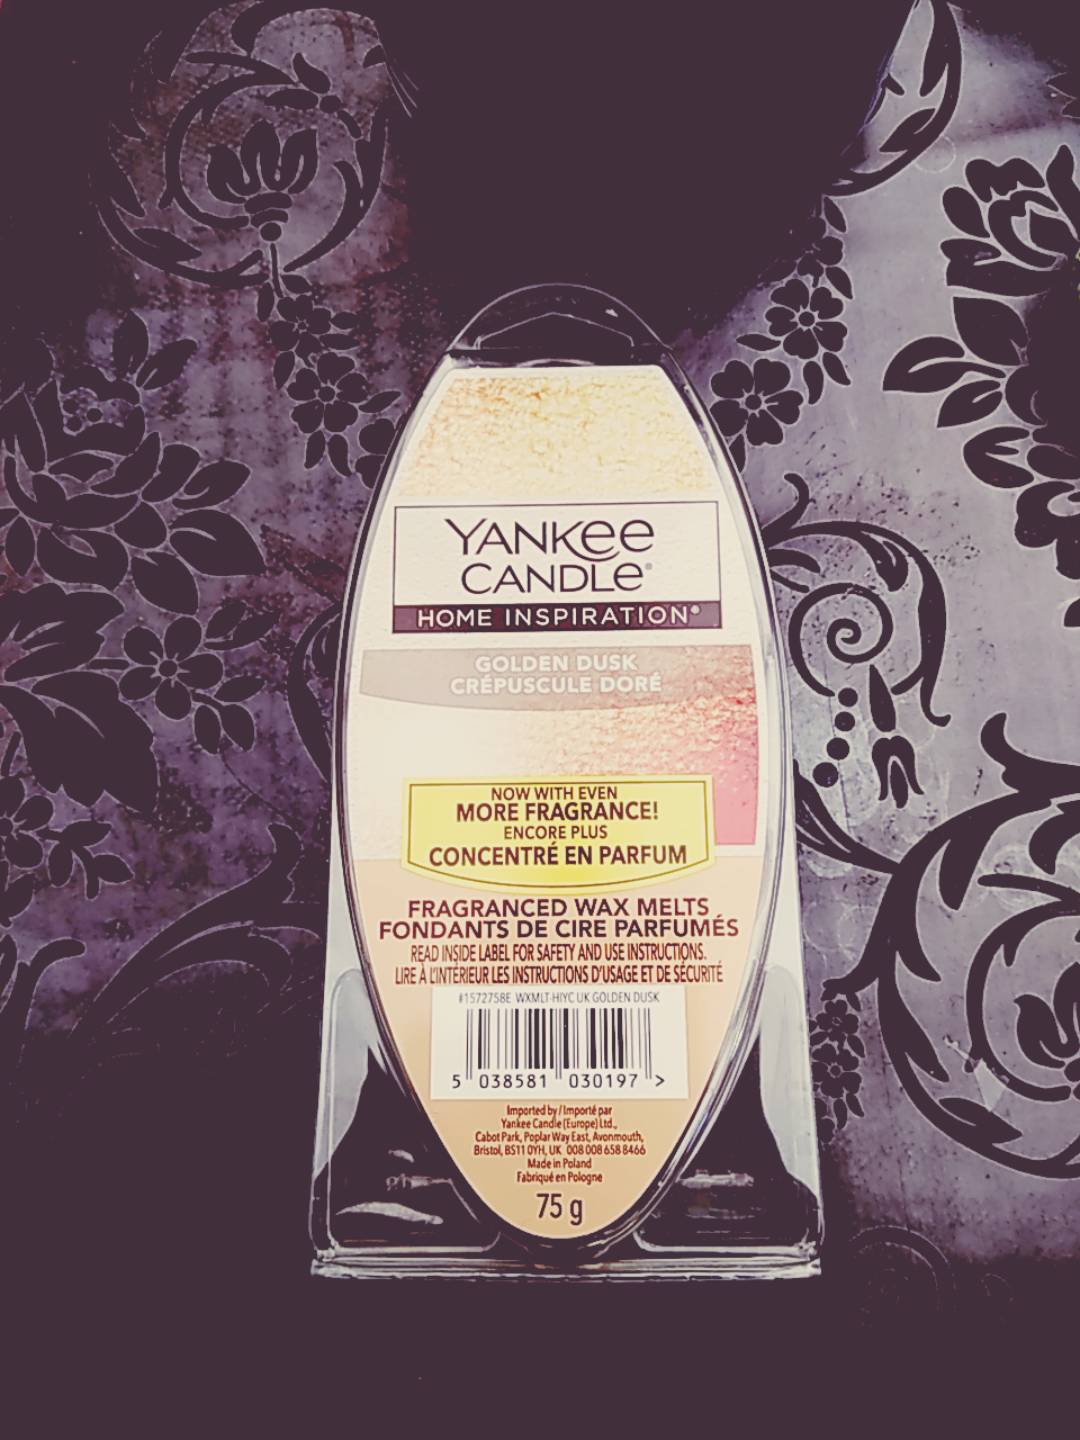 YANKEE
CANDLE®
HOME INSPIRATION®
GOLDEN DUSK
CRÉPUSCULE DORÉ
NOW WITH EVEN
MORE FRAGRANCE!
ENCORE PLUS
CONCENTRÉ EN PARFUM
FRAGRANCED WAX MELTS
FONDANTS DE CIRE PARFUMÉS
READ INSIDE LABEL FOR SAFETY AND USE INSTRUCTIONS.
LIRE À L'INTÉRIEUR LES INSTRUCTIONS D'USAGE ET DE SÉCURITÉ
#1572758E WXMLT-HIYC UK GOLDEN DUSK
5 038581 030197 >
Imported by / Importé par
Yankee Candle (Europe) Ltd.,
Cabot Park, Poplar Way East, Avonmouth,
Bristol, BS11 0YH, UK 008 008 658 8466
Made in Poland
Fabriqué en Pologne
75 g